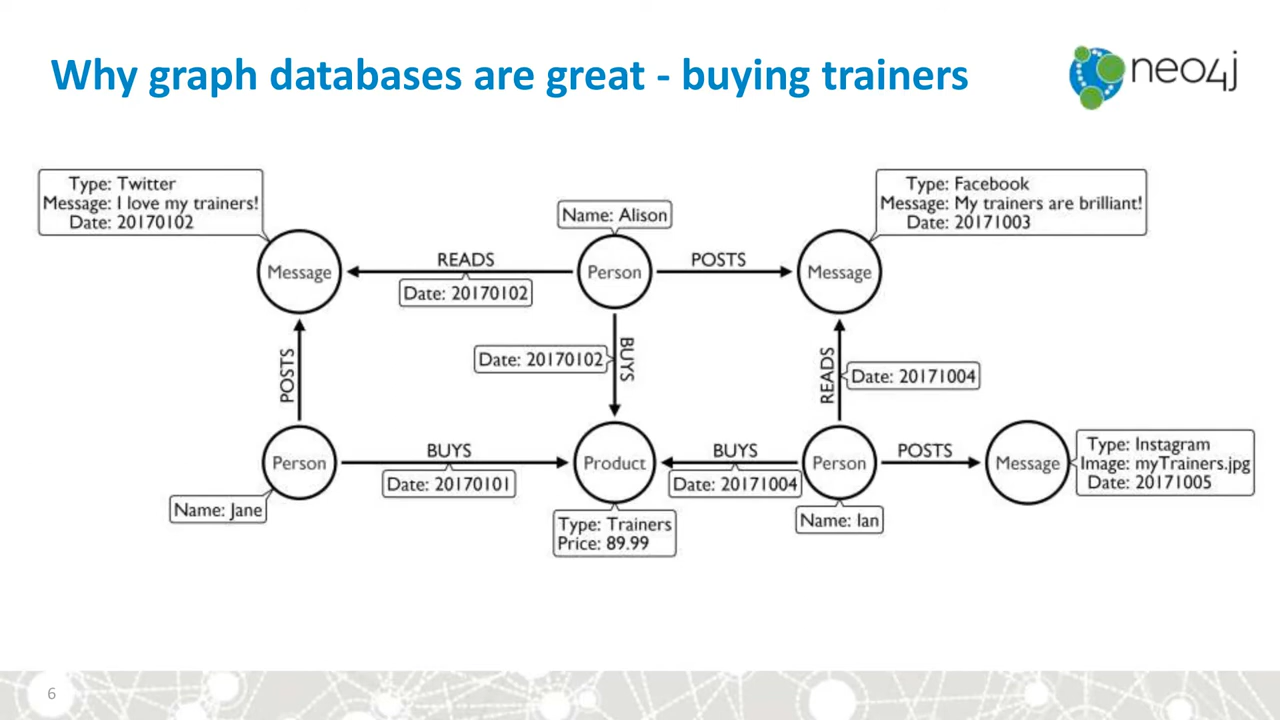 Why graph databases are great - buying trainers
neo4j
Type: Twitter
Message: I love my trainers!
Date: 20170102
Name: Alison
Type: Facebook
Message: My trainers are brilliant!
Date: 20171003
Message
READS
Date: 20170102
Person
POSTS
Message
POSTS
Date: 20170102
BUYS
READS
Date: 20171004
Person
Name: Jane
BUYS
Date: 20170101
Product
Type: Trainers
Price: 89.99
BUYS
Date: 20171004
Person
Name: Ian
POSTS
Message
Type: Instagram
Image: myTrainers.jpg
Date: 20171005
6